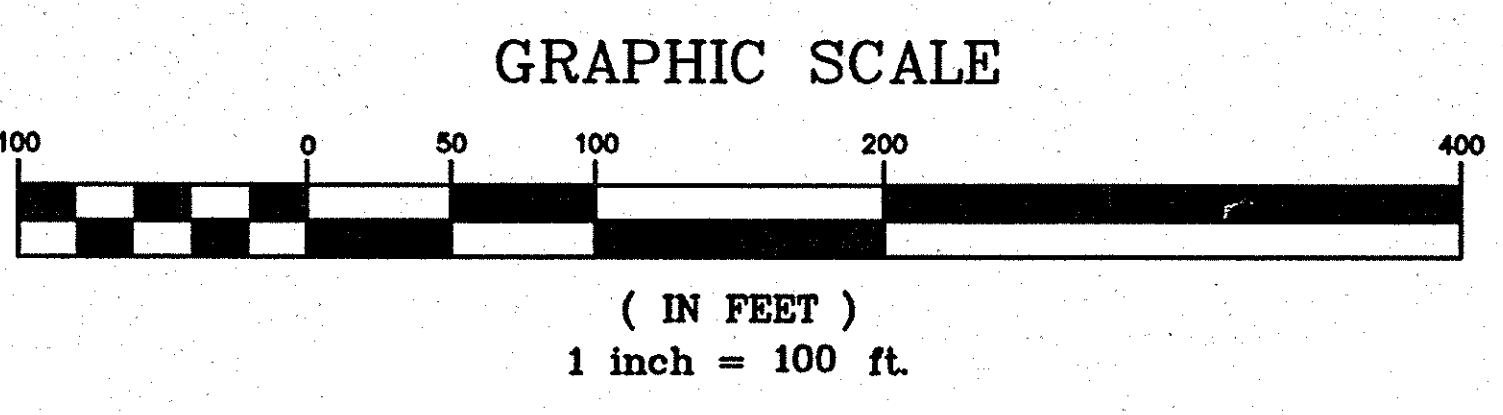 GRAPHIC SCALE
100 0 50 100 200 400
( IN FEET )
1 inch = 100 ft.